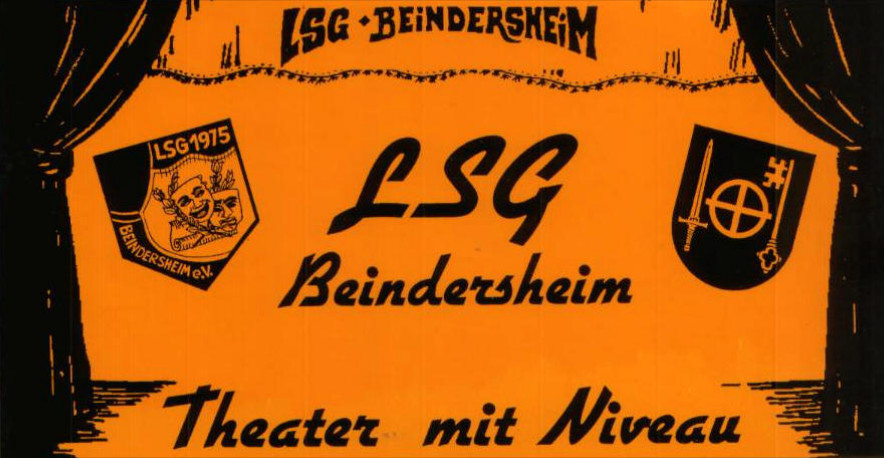 LSG · BEiNDERSHEiM
LSG 1975
BEINDERSHEIM e.V.
LSG
Beindersheim
Theater mit Niveau